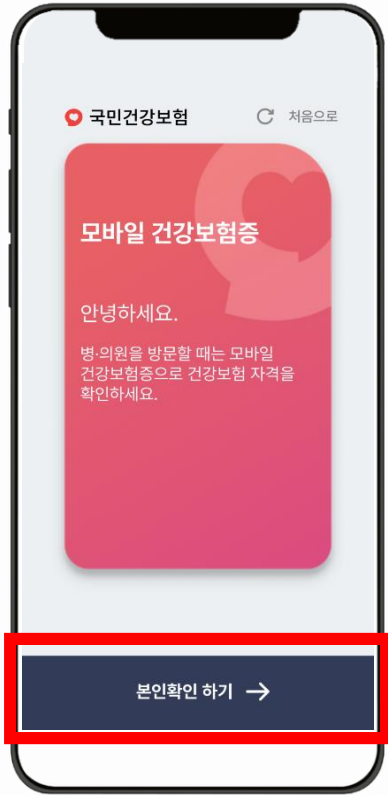 국민건강보험 처음으로
모바일 건강보험증
안녕하세요.
병·의원을 방문할 때는 모바일
건강보험증으로 건강보험 자격을
확인하세요.
본인확인 하기 →